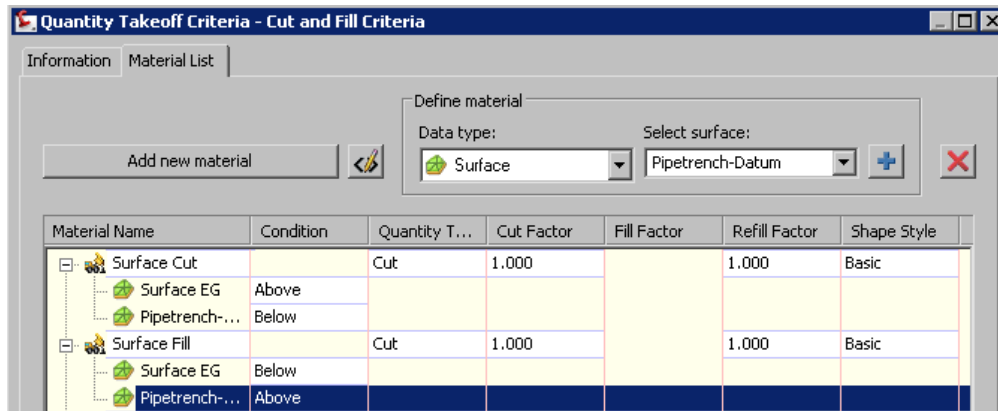 Quantity Takeoff Criteria - Cut and Fill Criteria
Information Material List
Define material
Data type: Select surface:
Add new material Surface Pipetrench-Datum
Material Name Condition Quantity T... Cut Factor Fill Factor Refill Factor Shape Style
Surface Cut Cut 1.000 1.000 Basic
Surface EG Above
Pipetrench-... Below
Surface Fill Cut 1.000 1.000 Basic
Surface EG Below
Pipetrench-... Above